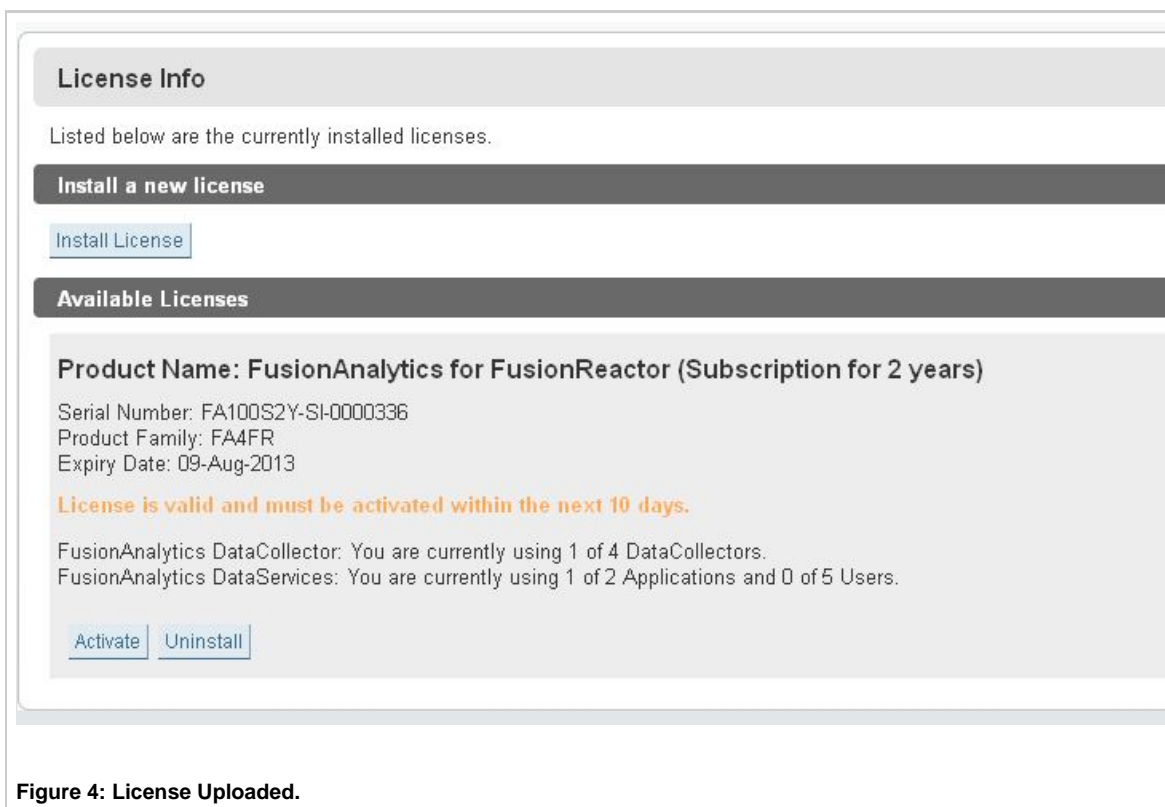 License Info
Listed below are the currently installed licenses.
Install a new license
Install License
Available Licenses
Product Name: FusionAnalytics for FusionReactor (Subscription for 2 years)
Serial Number: FA100S2Y-SI-0000336
Product Family: FA4FR
Expiry Date: 09-Aug-2013
License is valid and must be activated within the next 10 days.
FusionAnalytics DataCollector: You are currently using 1 of 4 DataCollectors.
FusionAnalytics DataServices: You are currently using 1 of 2 Applications and 0 of 5 Users.
Activate Uninstall
Figure 4: License Uploaded.